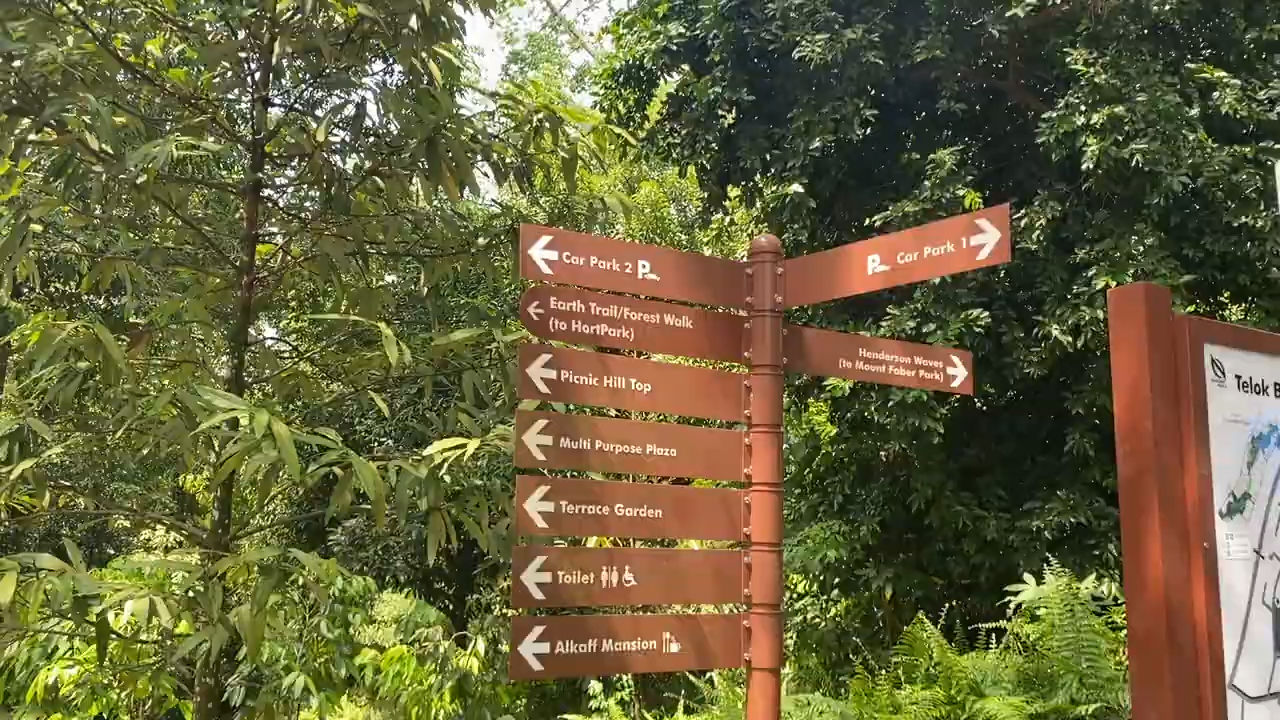 Car Park 2
Earth Trail/Forest Walk
(to HortPark)
Picnic Hill Top
Multi Purpose Plaza
Terrace Garden
Toilet
Alkaff Mansion
Car Park 1
Henderson Waves
(to Mount Faber Park)
Telok B